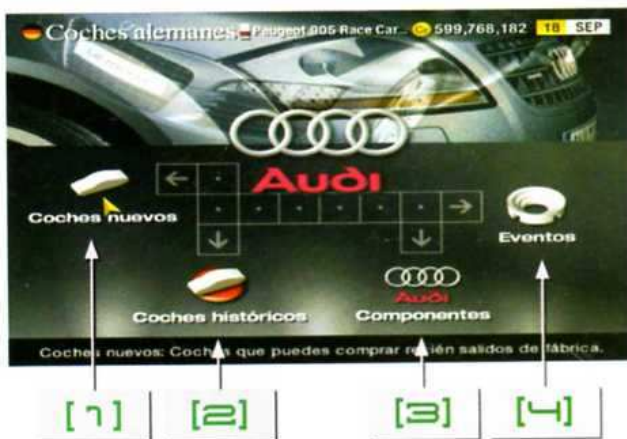 Coches alemanes Peugeot 905 Race Car... Cr 599,768,182 18 SEP
Audi
Coches nuevos
Eventos
Coches históricos
Audi
Componentes
Coches nuevos: Coches que puedes comprar recién salidos de fábrica.
[1] [2] [3] [4]